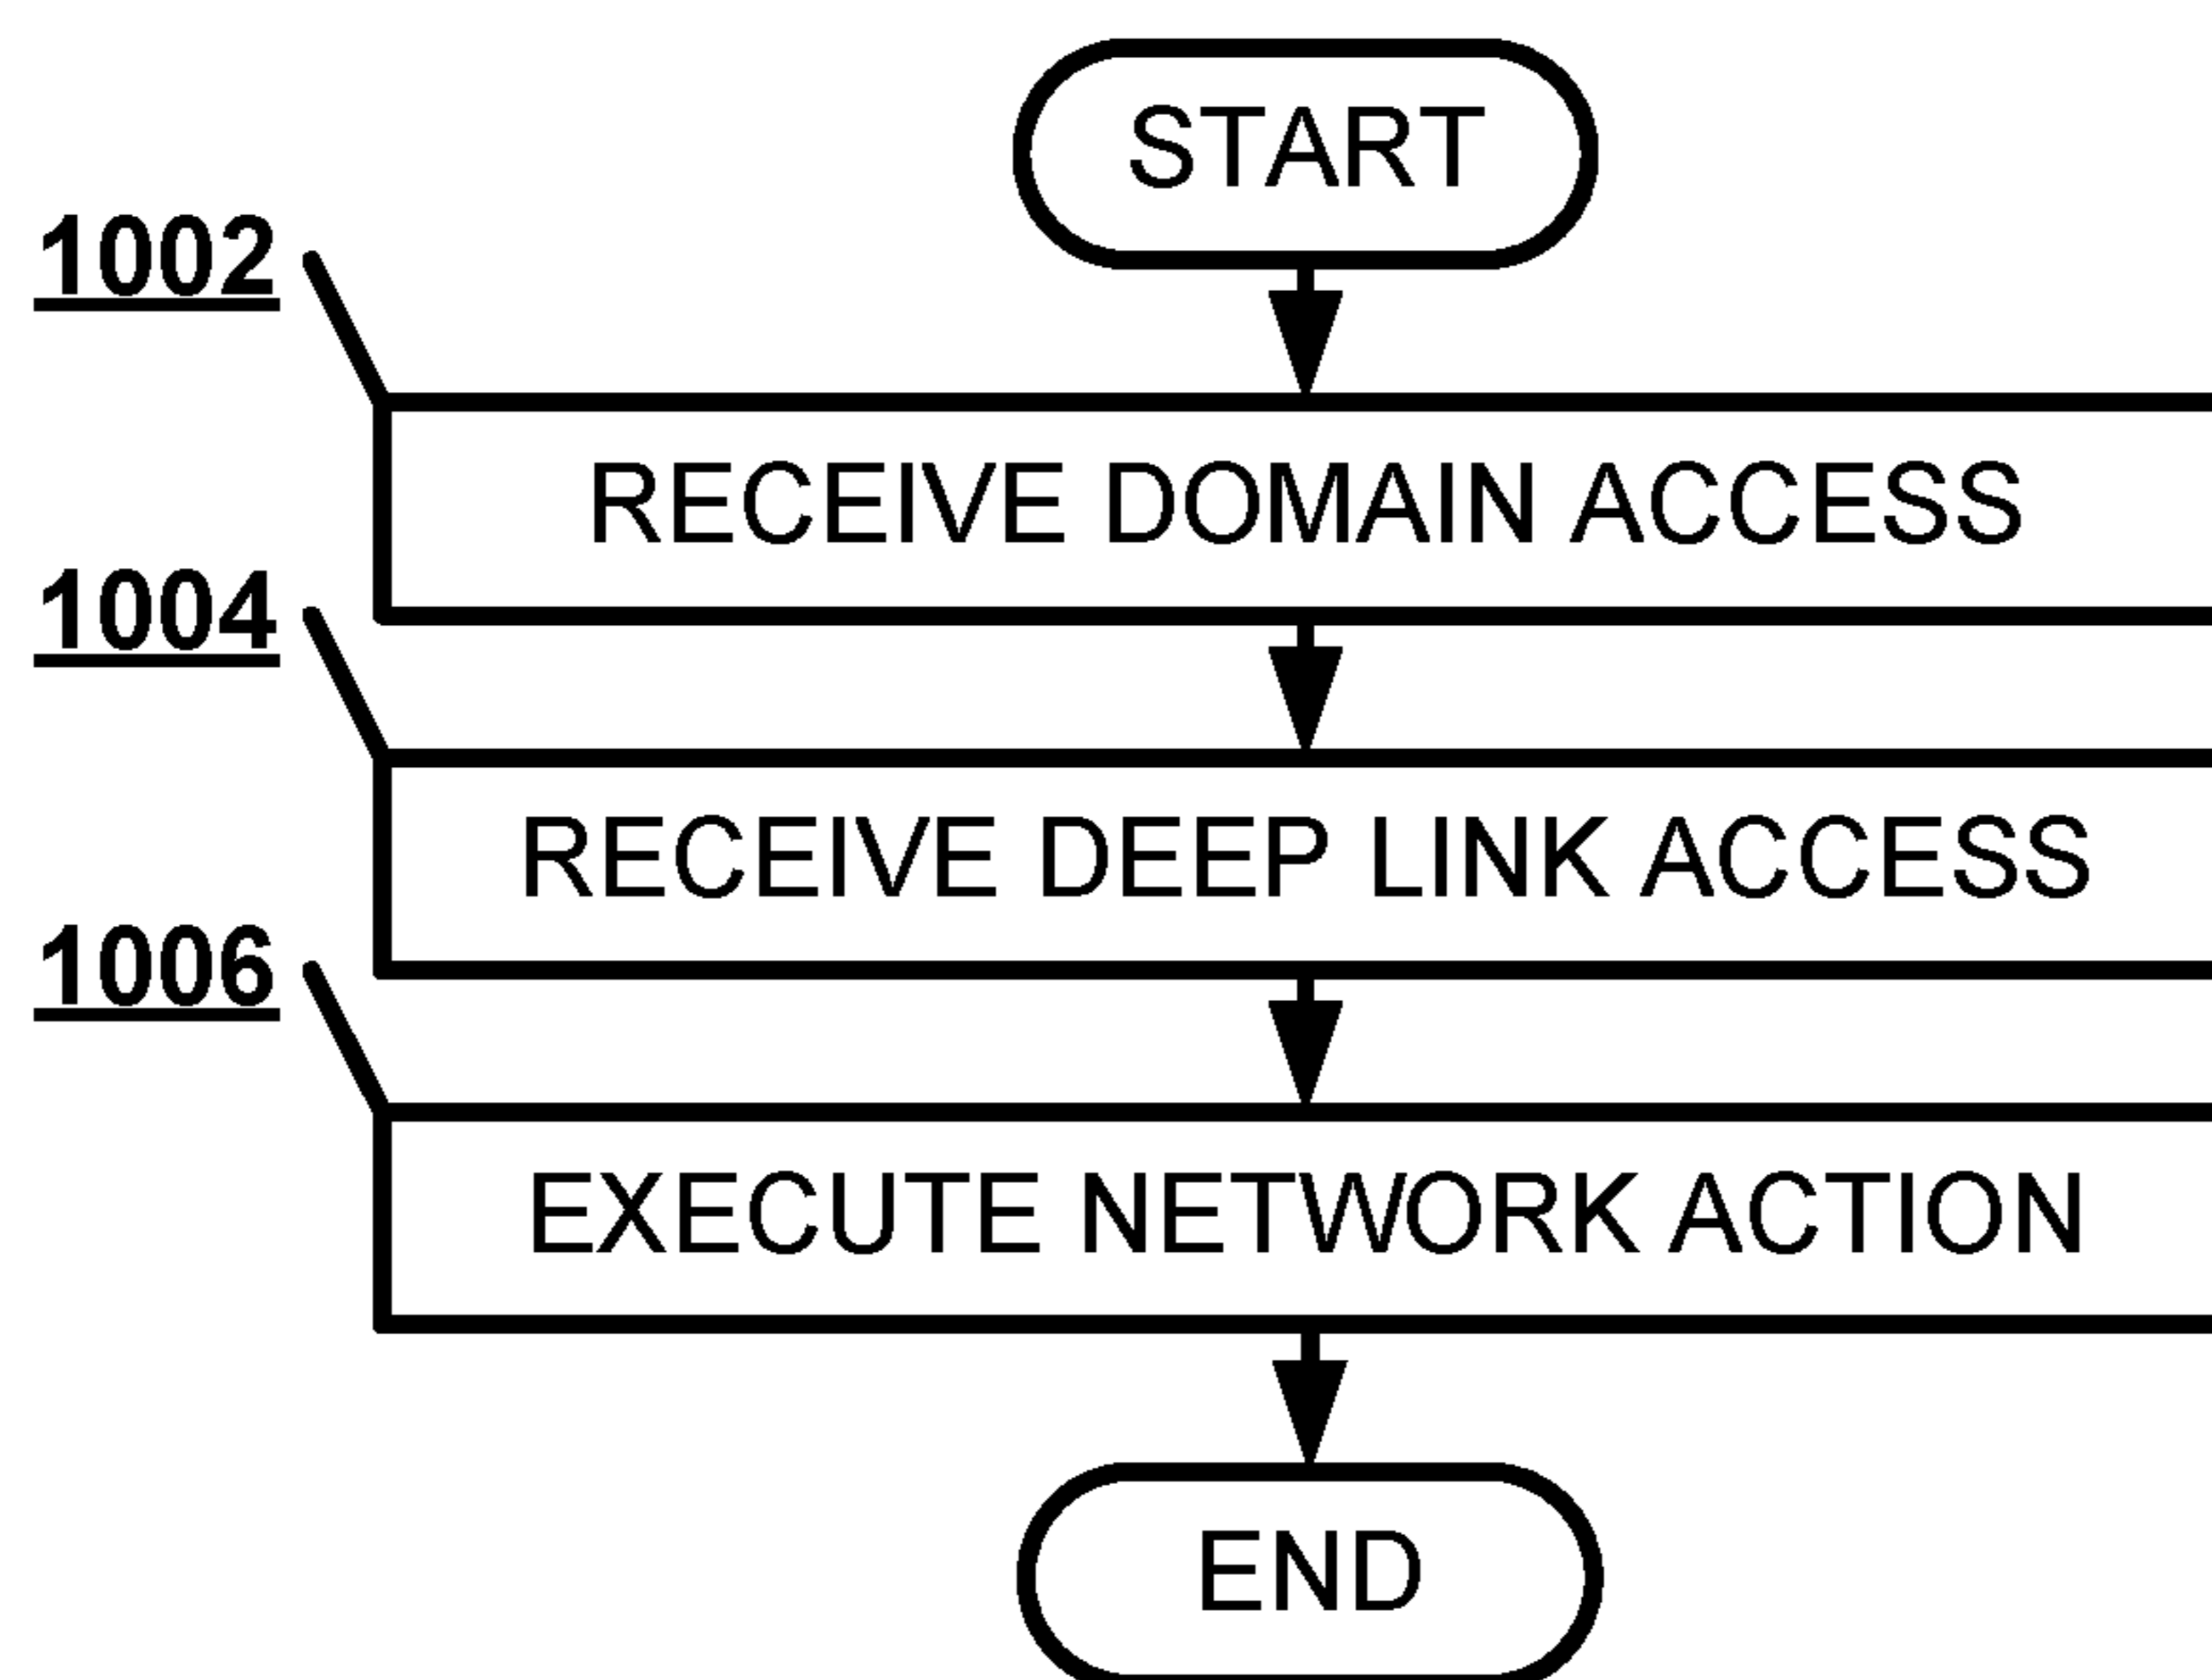 START
1002
RECEIVE DOMAIN ACCESS
1004
RECEIVE DEEP LINK ACCESS
1006
EXECUTE NETWORK ACTION
END